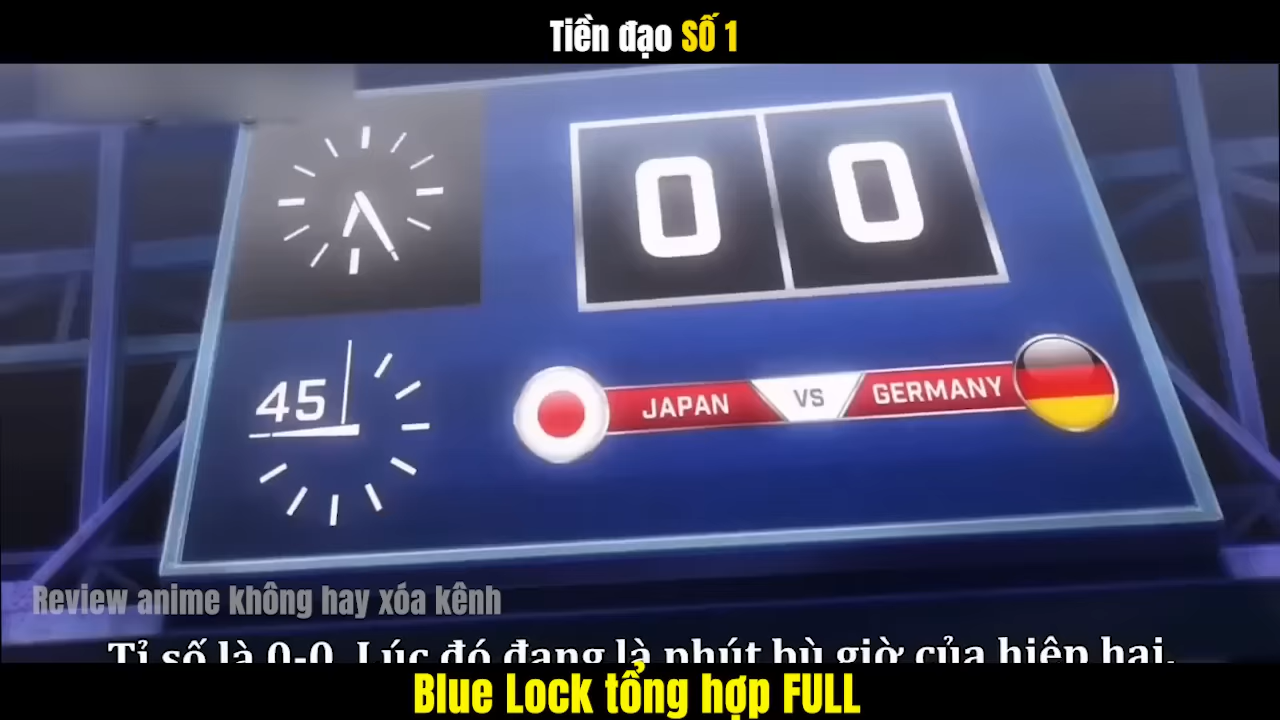 Tiền đạo SỐ 1
0 0
45
JAPAN VS GERMANY
Review anime không hay xóa kênh
Tỉ số là 0-0. Lúc đó đang là phút bù giờ của hiệp hai.
Blue Lock tổng hợp FULL